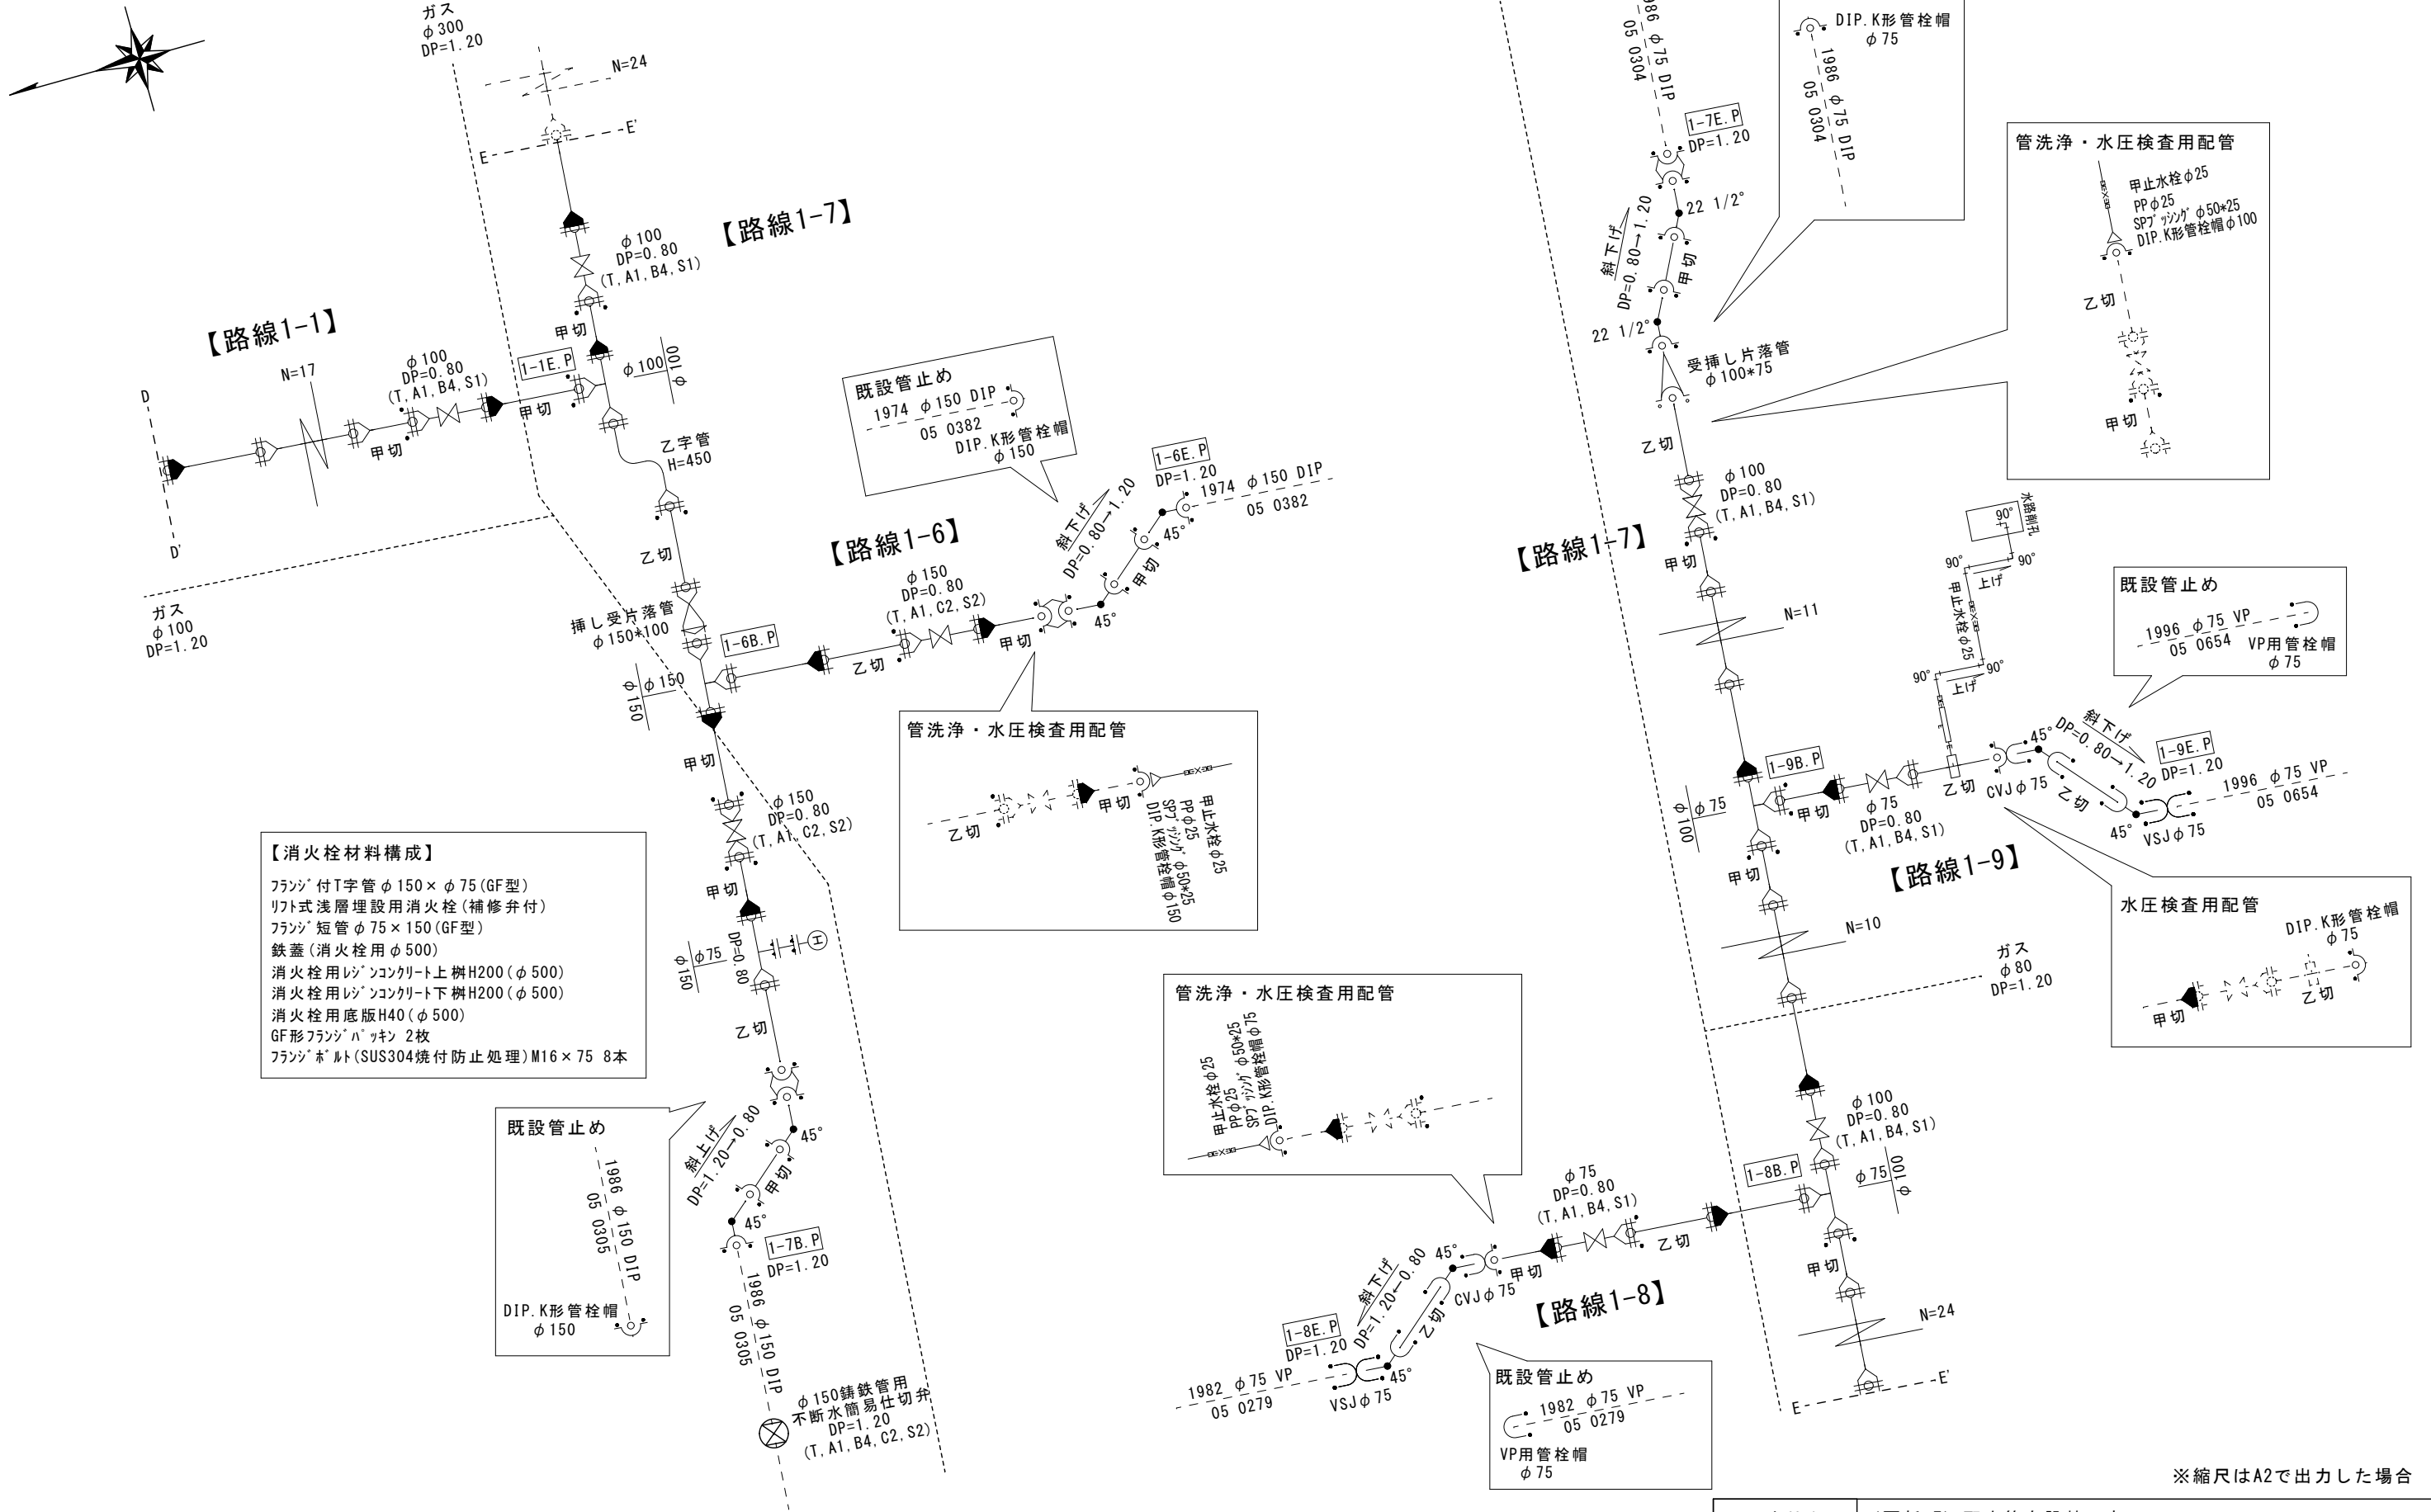 ガス
φ300
DP=1.20
N=24
E
E'
【路線1-7】
φ100
DP=0.80
(T,A1,B4,S1)
甲切
【路線1-1】
D
D'
N=17
甲切
φ100
DP=0.80
(T,A1,B4,S1)
甲切
1-1E.P
φ100
φ100
乙字管
H=450
乙切
ガス
φ100
DP=1.20
挿し受片落管
φ150*100
1-6B.P
φ150
φ150
既設管止め
1974 φ150 DIP
05 0382
DIP.K形管栓帽
φ150
【路線1-6】
乙切
φ150
DP=0.80
(T,A1,C2,S2)
甲切
45°
甲切
45°
斜下げ
DP=0.80→1.20
1-6E.P
DP=1.20
1974 φ150 DIP
05 0382
管洗浄・水圧検査用配管
乙切
甲切
DIP.K形管栓帽φ150
SPブッシングφ50*25
PPφ25
甲止水栓φ25
甲切
φ150
DP=0.80
(T,A1,C2,S2)
甲切
φ75
φ150
DP=0.80
H
乙切
【消火栓材料構成】
フランジ付T字管φ150×φ75(GF型)
リフト式浅層埋設用消火栓(補修弁付)
フランジ短管φ75×150(GF型)
鉄蓋(消火栓用φ500)
消火栓用レジンコンクリート上桝H200(φ500)
消火栓用レジンコンクリート下桝H200(φ500)
消火栓用底版H40(φ500)
GF形フランジパッキン 2枚
フランジボルト(SUS304焼付防止処理)M16×75 8本
既設管止め
1986 φ150 DIP
05 0305
DIP.K形管栓帽
φ150
斜上げ
DP=1.20→0.80
45°
甲切
45°
1-7B.P
DP=1.20
1986 φ150 DIP
05 0305
φ150鋳鉄管用
不断水簡易仕切弁
DP=1.20
(T,A1,B4,C2,S2)
986 φ75 DIP
05 0304
1-7E.P
DP=1.20
22 1/2°
斜下げ
DP=0.80→1.20
甲切
22 1/2°
受挿し片落管
φ100*75
DIP.K形管栓帽
φ75
1986 φ75 DIP
05 0304
管洗浄・水圧検査用配管
甲止水栓φ25
PPφ25
SPブッシングφ50*25
DIP.K形管栓帽φ100
乙切
甲切
乙切
φ100
DP=0.80
(T,A1,B4,S1)
【路線1-7】
甲切
N=11
水路削孔
90°
90°
90°
上げ
甲止水栓φ25
90°
90°
上げ
既設管止め
1996 φ75 VP
05 0654
VP用管栓帽
φ75
1-9B.P
φ75
φ100
甲切
φ75
DP=0.80
(T,A1,B4,S1)
乙切
CVJφ75
45°
斜下げ
DP=0.80→1.20
乙切
45°
1-9E.P
DP=1.20
VSJφ75
1996 φ75 VP
05 0654
【路線1-9】
甲切
N=10
ガス
φ80
DP=1.20
水圧検査用配管
DIP.K形管栓帽
φ75
甲切
乙切
管洗浄・水圧検査用配管
甲止水栓φ25
PPφ25
SPブッシングφ50*25
DIP.K形管栓帽φ75
φ100
DP=0.80
(T,A1,B4,S1)
1-8B.P
φ75
φ100
φ75
DP=0.80
(T,A1,B4,S1)
乙切
甲切
【路線1-8】
CVJφ75
45°
斜下げ
DP=1.20←0.80
乙切
45°
1-8E.P
DP=1.20
VSJφ75
1982 φ75 VP
05 0279
既設管止め
1982 φ75 VP
05 0279
VP用管栓帽
φ75
甲切
N=24
E
E'
※縮尺はA2で出力した場合